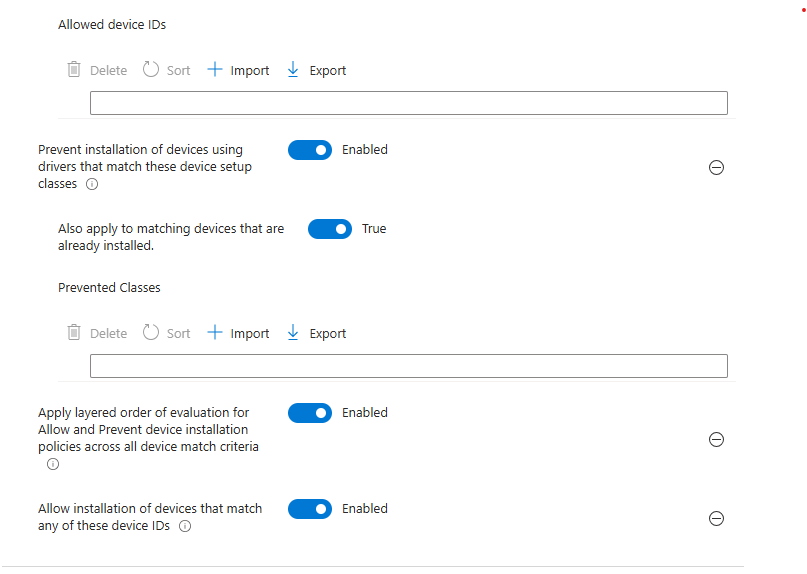 Allowed device IDs
Delete Sort Import Export
Prevent installation of devices using
drivers that match these device setup
classes
Enabled
Also apply to matching devices that are
already installed.
True
Prevented Classes
Delete Sort Import Export
Apply layered order of evaluation for
Allow and Prevent device installation
policies across all device match criteria
Enabled
Allow installation of devices that match
any of these device IDs
Enabled